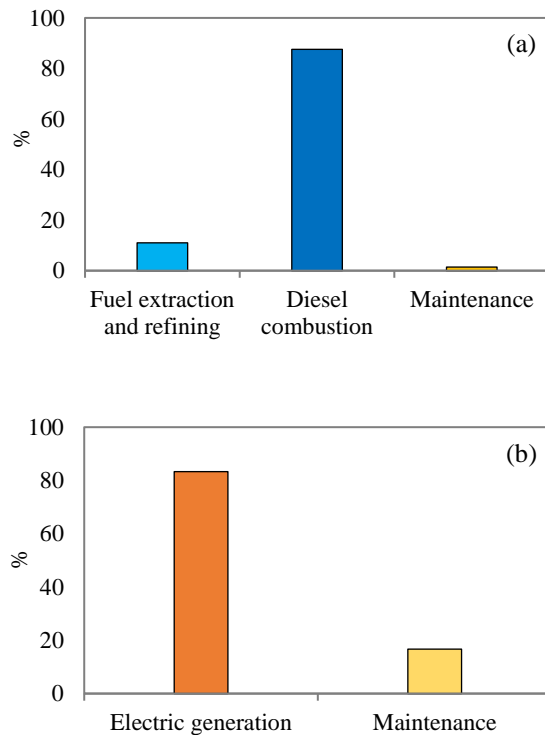 100
(a)
80
60
%
40
20
0
Fuel extraction Diesel Maintenance
and refining combustion
100
(b)
80
60
%
40
20
0
Electric generation Maintenance